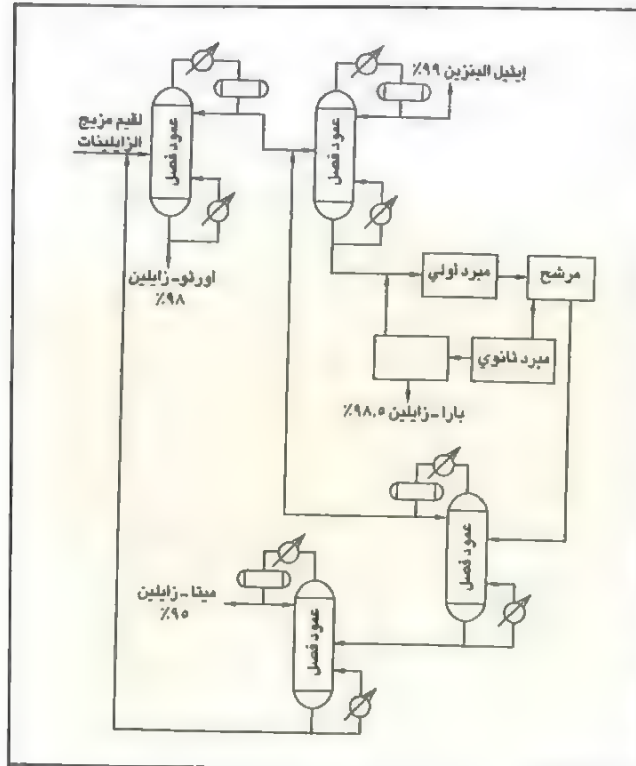 إيثيل البنزين ٩٩٪
لقيم مزيج
الزايلينات
عمود فصل
عمود فصل
اورثو-زايلين
٩٨٪
مبرد أولي
مرشح
مبرد ثانوي
بارا-زايلين ٩٨,٥٪
عمود فصل
ميتا-زايلين
٩٥٪
عمود فصل